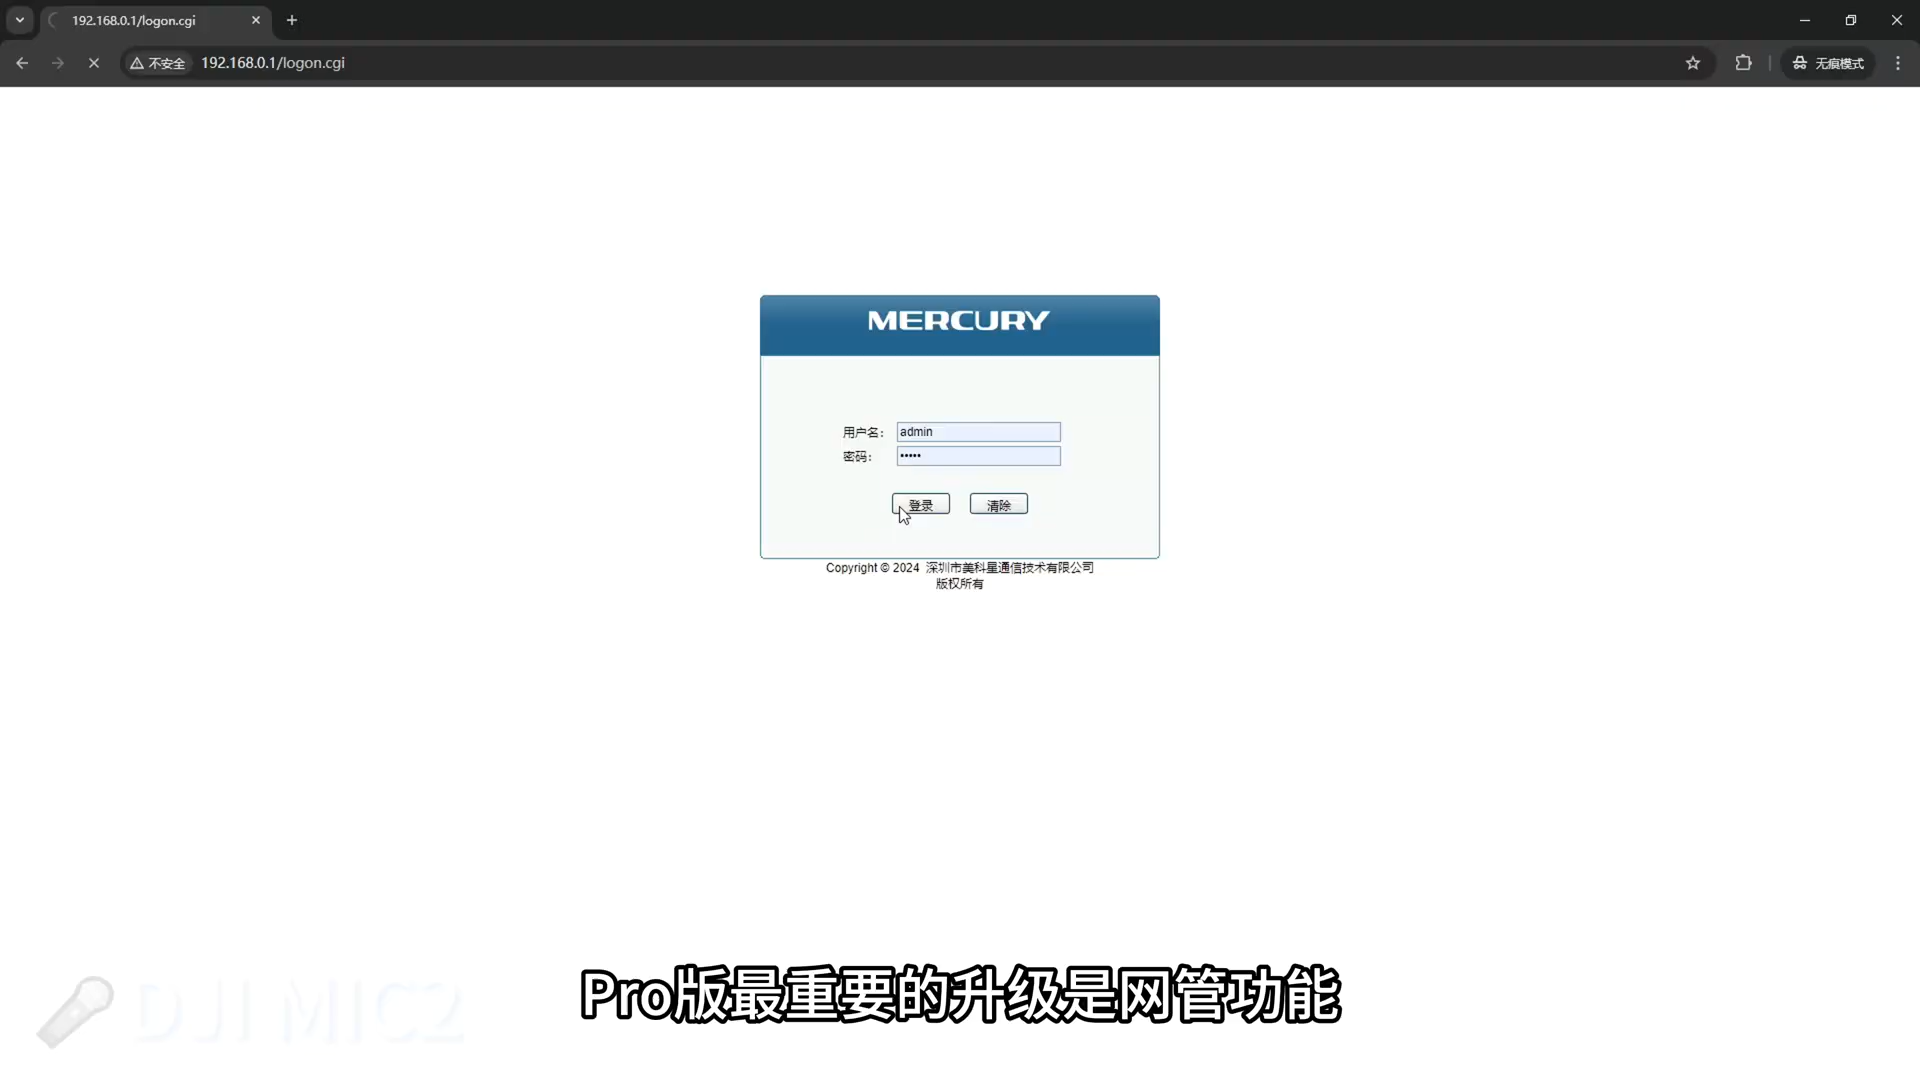 192.168.0.1/logon.cgi
不安全
192.168.0.1/logon.cgi
无痕模式
MERCURY
用户名：
admin
密码：
登录
清除
Copyright © 2024 深圳市美科星通信技术有限公司
版权所有
DJI MIC2
Pro版最重要的升级是网管功能